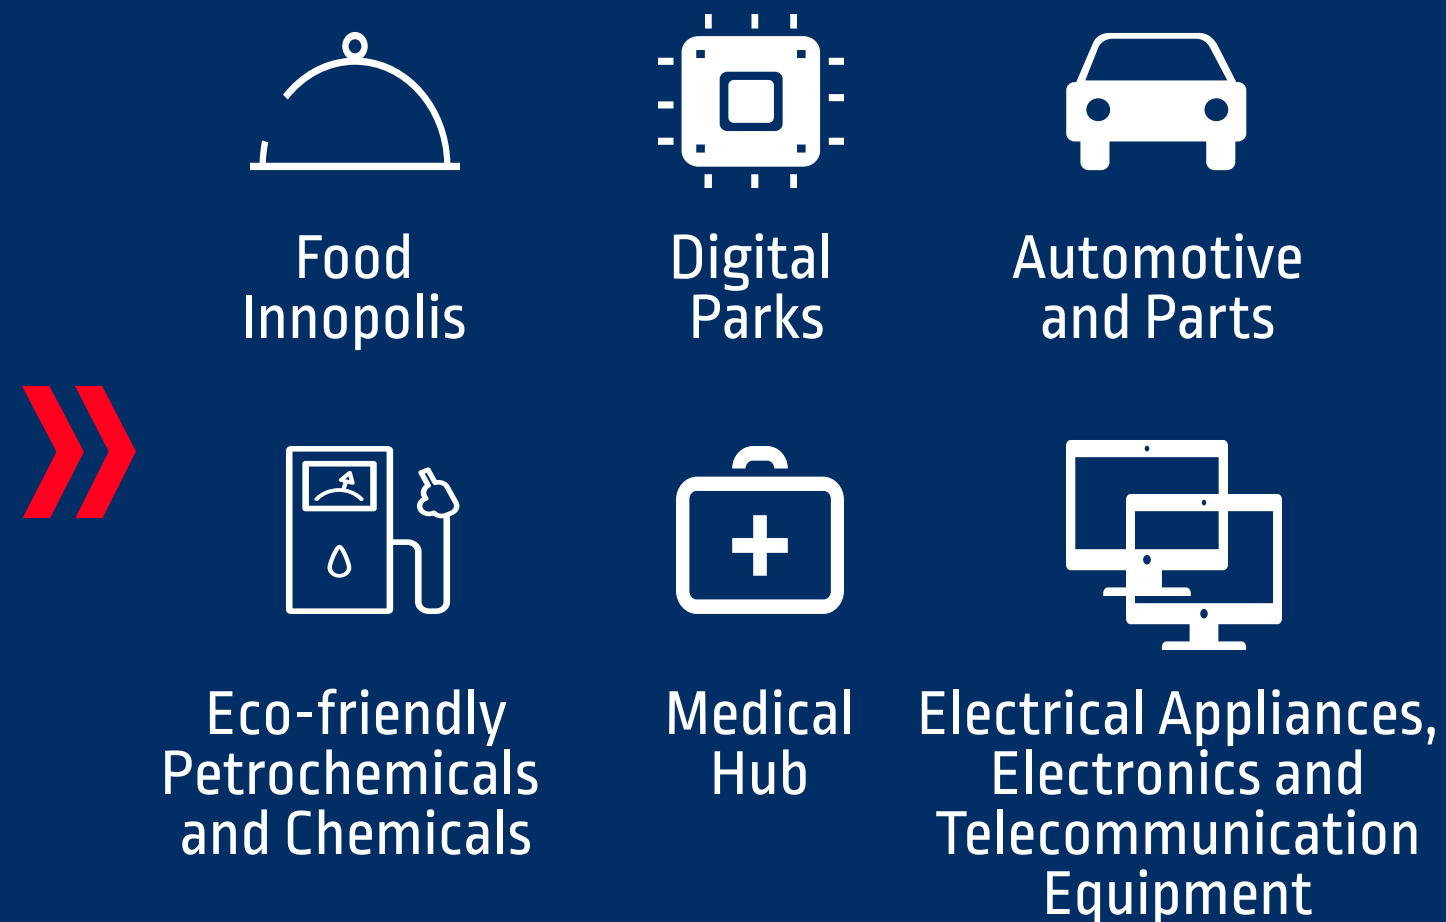 Food
Innopolis
Digital
Parks
Automotive
and Parts
Eco-friendly
Petrochemicals
and Chemicals
Medical
Hub
Electrical Appliances,
Electronics and
Telecommunication
Equipment